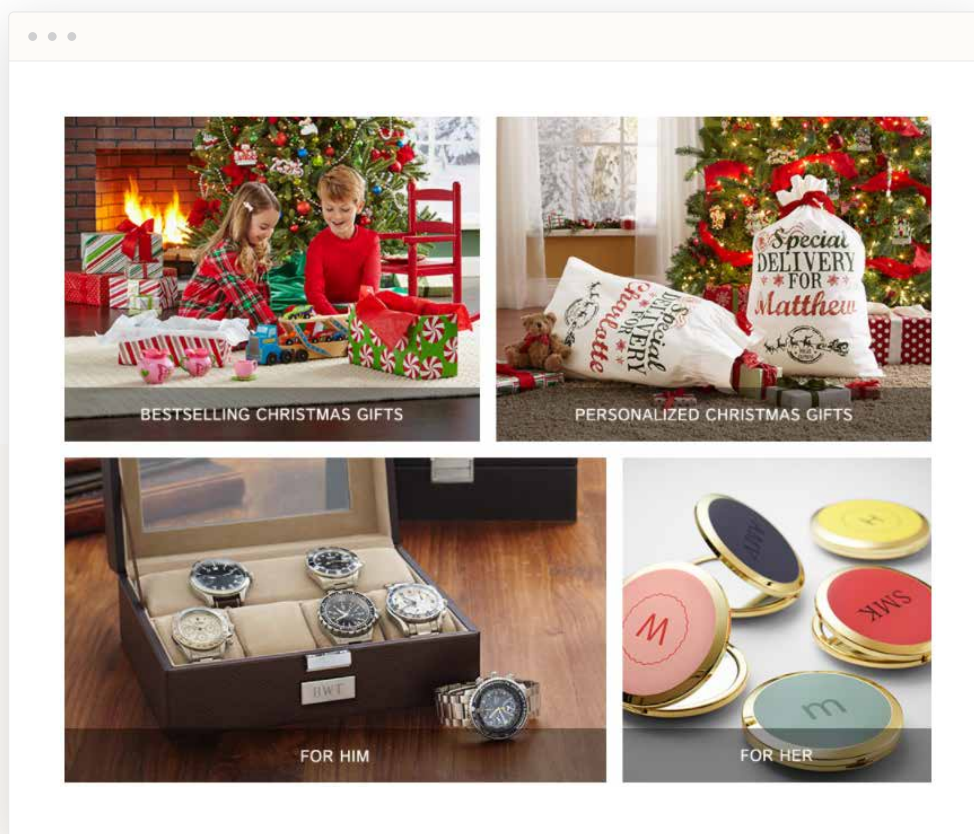 BESTSELLING CHRISTMAS GIFTS
Special
DELIVERY
FOR
Charlotte
Special
DELIVERY
FOR
Matthew
PERSONALIZED CHRISTMAS GIFTS
BWT
FOR HIM
AMP
H
W
SMK
m
FOR HER